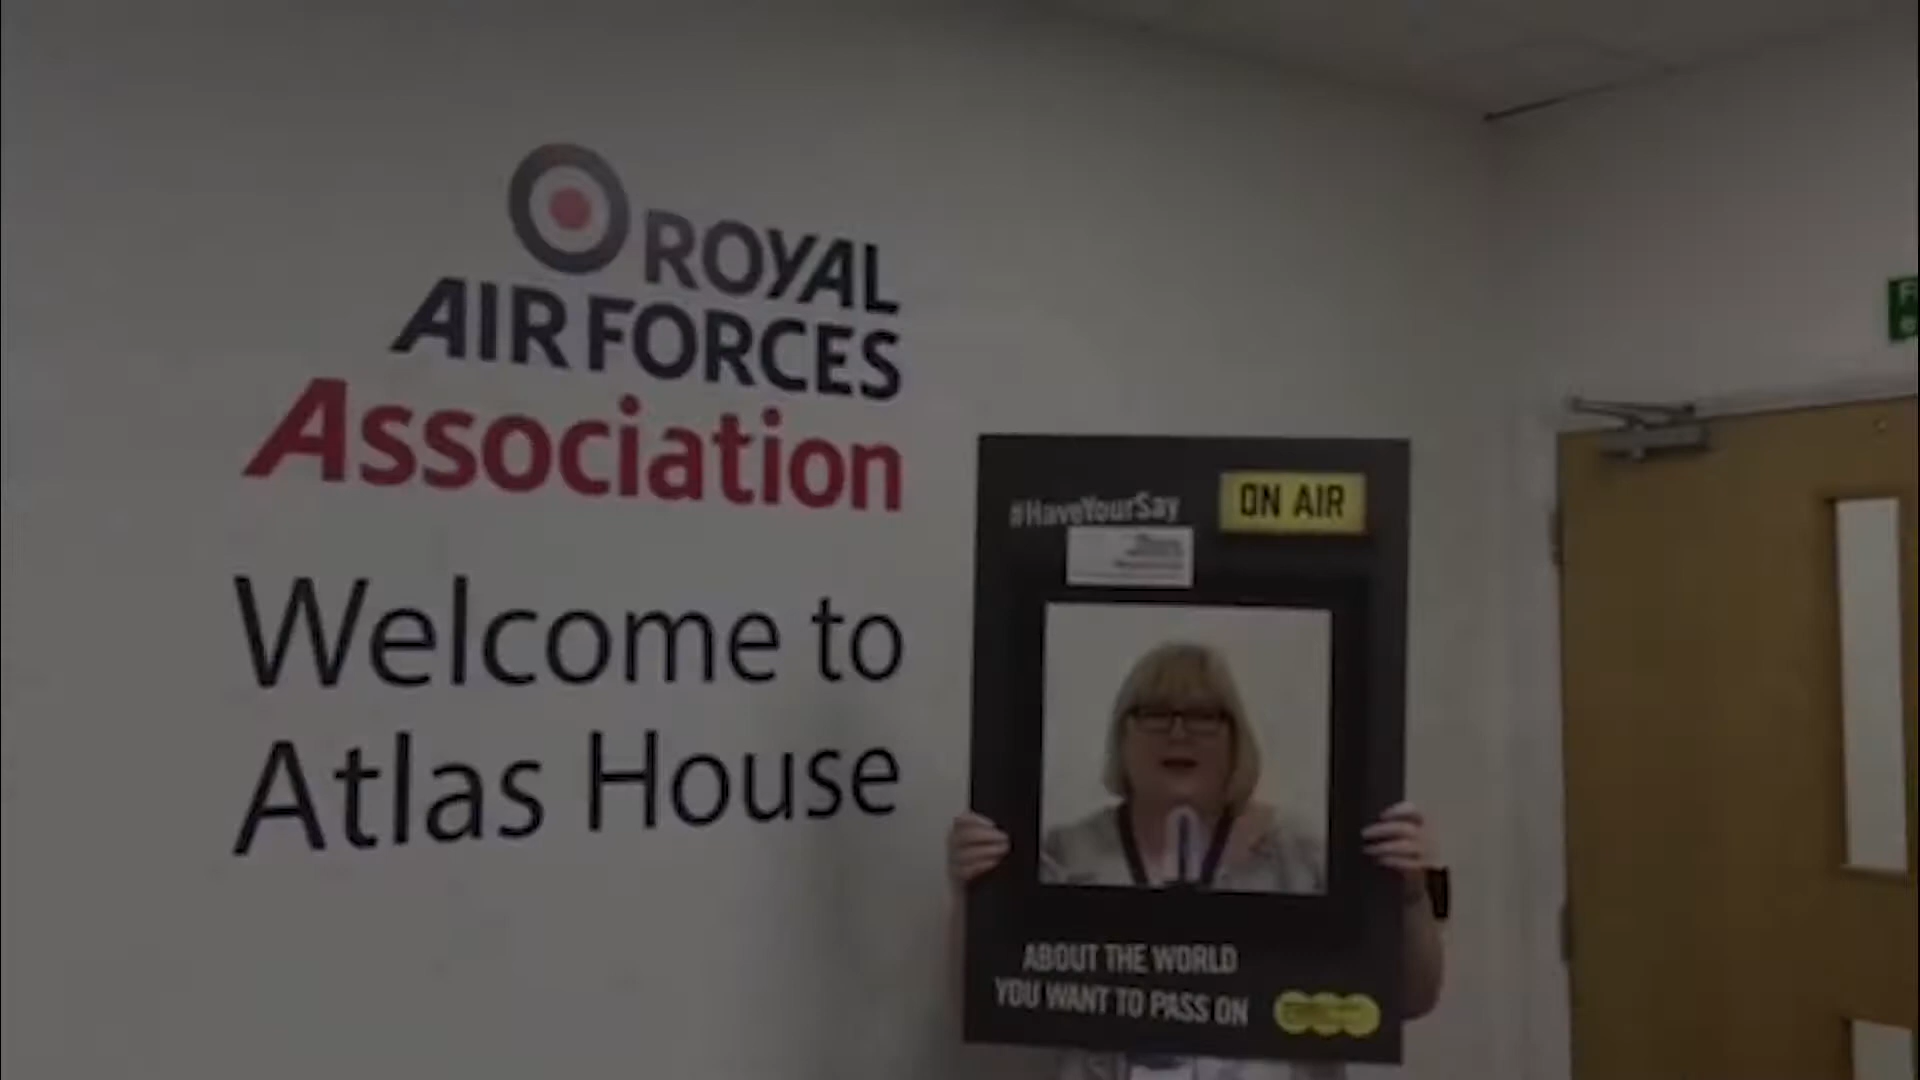 ROYAL
AIR FORCES
Association
Welcome to
Atlas House
#HaveYourSay
ON AIR
ABOUT THE WORLD
YOU WANT TO PASS ON